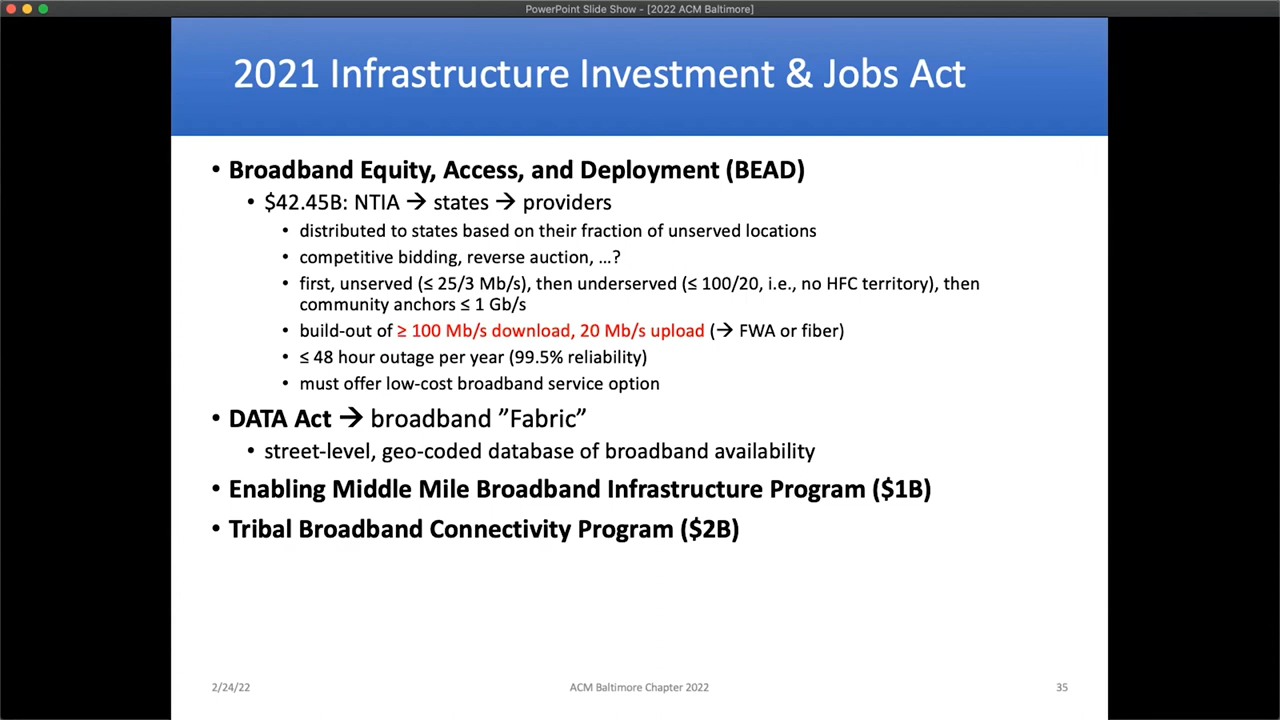 PowerPoint Slide Show - [2022 ACM Baltimore]
2021 Infrastructure Investment & Jobs Act
• Broadband Equity, Access, and Deployment (BEAD)
• $42.45B: NTIA → states → providers
• distributed to states based on their fraction of unserved locations
• competitive bidding, reverse auction, …?
• first, unserved (≤ 25/3 Mb/s), then underserved (≤ 100/20, i.e., no HFC territory), then
community anchors ≤ 1 Gb/s
• build-out of ≥ 100 Mb/s download, 20 Mb/s upload (→ FWA or fiber)
• ≤ 48 hour outage per year (99.5% reliability)
• must offer low-cost broadband service option
• DATA Act → broadband ”Fabric”
• street-level, geo-coded database of broadband availability
• Enabling Middle Mile Broadband Infrastructure Program ($1B)
• Tribal Broadband Connectivity Program ($2B)
2/24/22
ACM Baltimore Chapter 2022
35